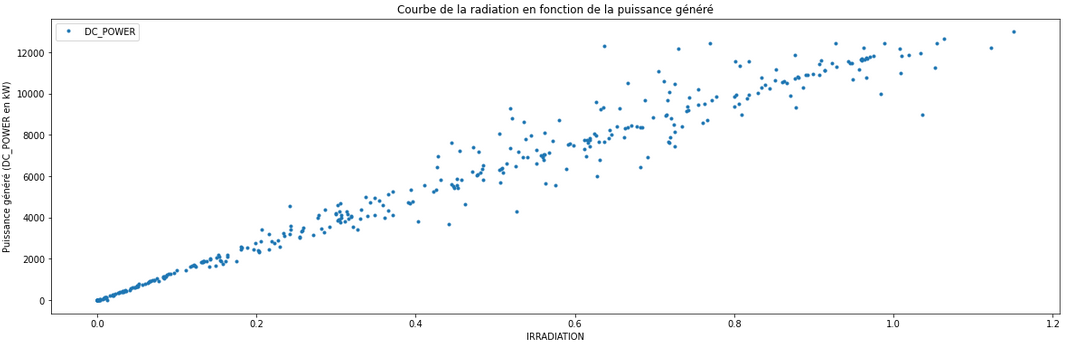 Courbe de la radiation en fonction de la puissance généré
DC_POWER
Puissance généré (DC_POWER en kW)
12000
10000
8000
6000
4000
2000
0
0.0 0.2 0.4 0.6 0.8 1.0 1.2
IRRADIATION